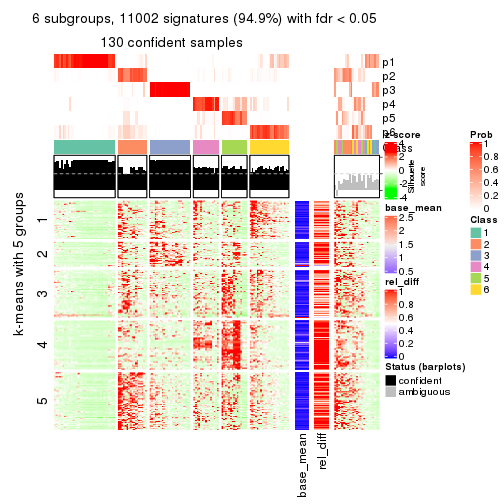 6 subgroups, 11002 signatures (94.9%) with fdr < 0.05
130 confident samples
p1
p2
p3
p4
p5
p6
Class
Silhouette
score
z-score
4
2
0
-2
-4
Prob
1
0.8
0.6
0.4
0.2
0
base_mean
2.5
2
1.5
1
0.5
Class
1
2
3
4
5
6
rel_diff
1
0.8
0.6
0.4
0.2
0
Status (barplots)
confident
ambiguous
k-means with 5 groups
1
2
3
4
5
base_mean
rel_diff